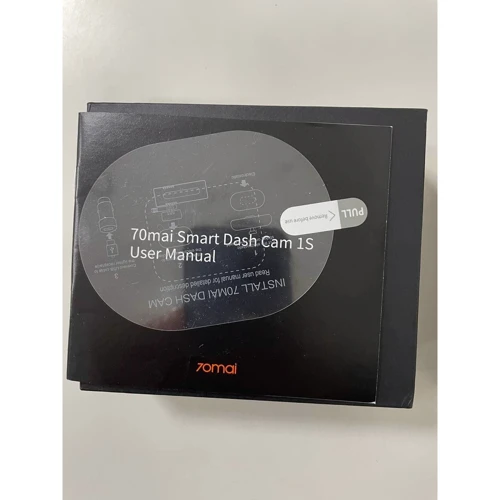 70mai Smart Dash Cam 1S
User Manual
PULL
Remove before use
INSTALL 70MAI DASH CAM
Read user manual for detailed description
70mai